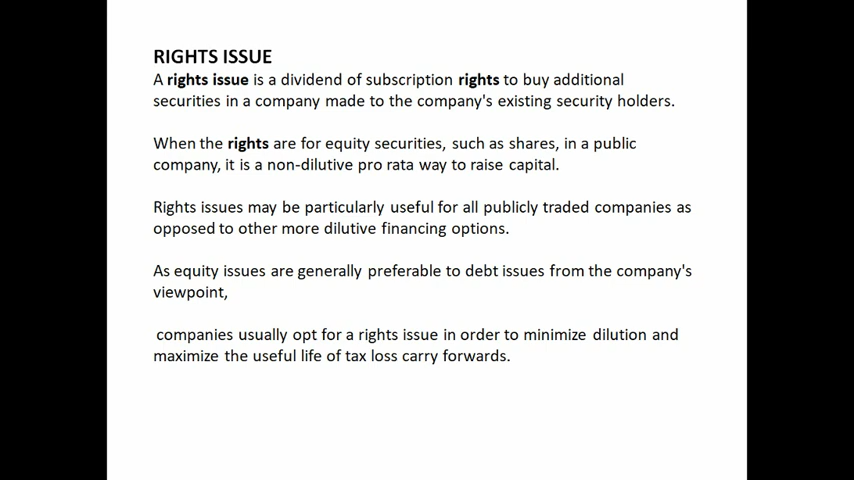 RIGHTS ISSUE
A rights issue is a dividend of subscription rights to buy additional
securities in a company made to the company's existing security holders.
When the rights are for equity securities, such as shares, in a public
company, it is a non-dilutive pro rata way to raise capital.
Rights issues may be particularly useful for all publicly traded companies as
opposed to other more dilutive financing options.
As equity issues are generally preferable to debt issues from the company's
viewpoint,
companies usually opt for a rights issue in order to minimize dilution and
maximize the useful life of tax loss carry forwards.